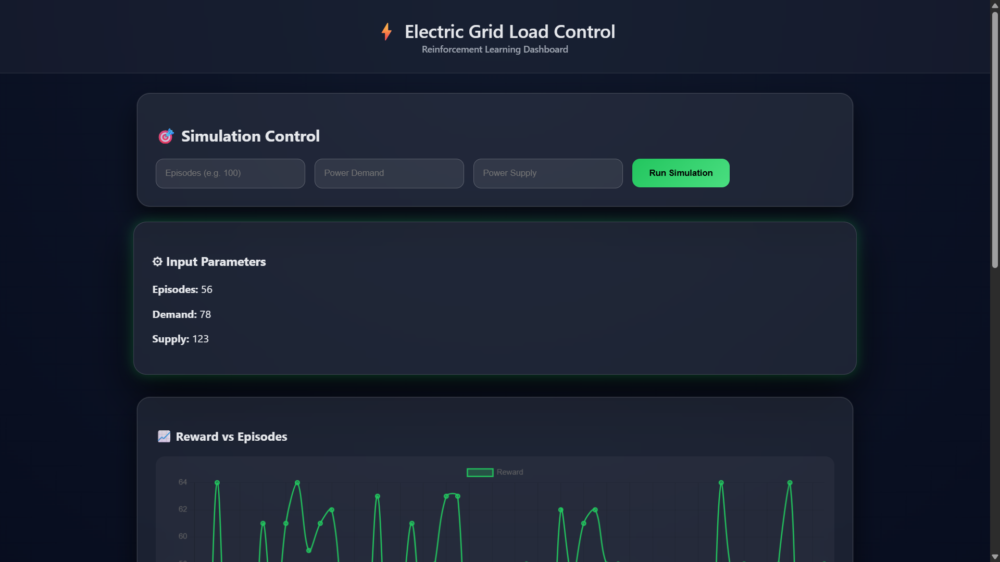 Electric Grid Load Control
Reinforcement Learning Dashboard
Simulation Control
Episodes (e.g. 100)
Power Demand
Power Supply
Run Simulation
Input Parameters
Episodes: 56
Demand: 78
Supply: 123
Reward vs Episodes
Reward
64
62
60